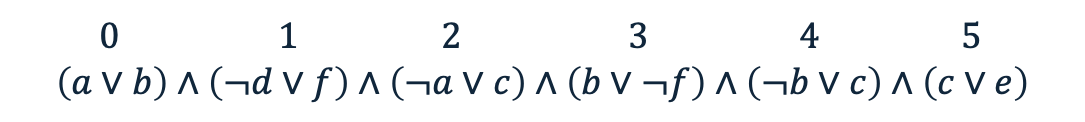 0 1 2 3 4 5
(a ∨ b) ∧ (¬d ∨ f) ∧ (¬a ∨ c) ∧ (b ∨ ¬f) ∧ (¬b ∨ c) ∧ (c ∨ e)